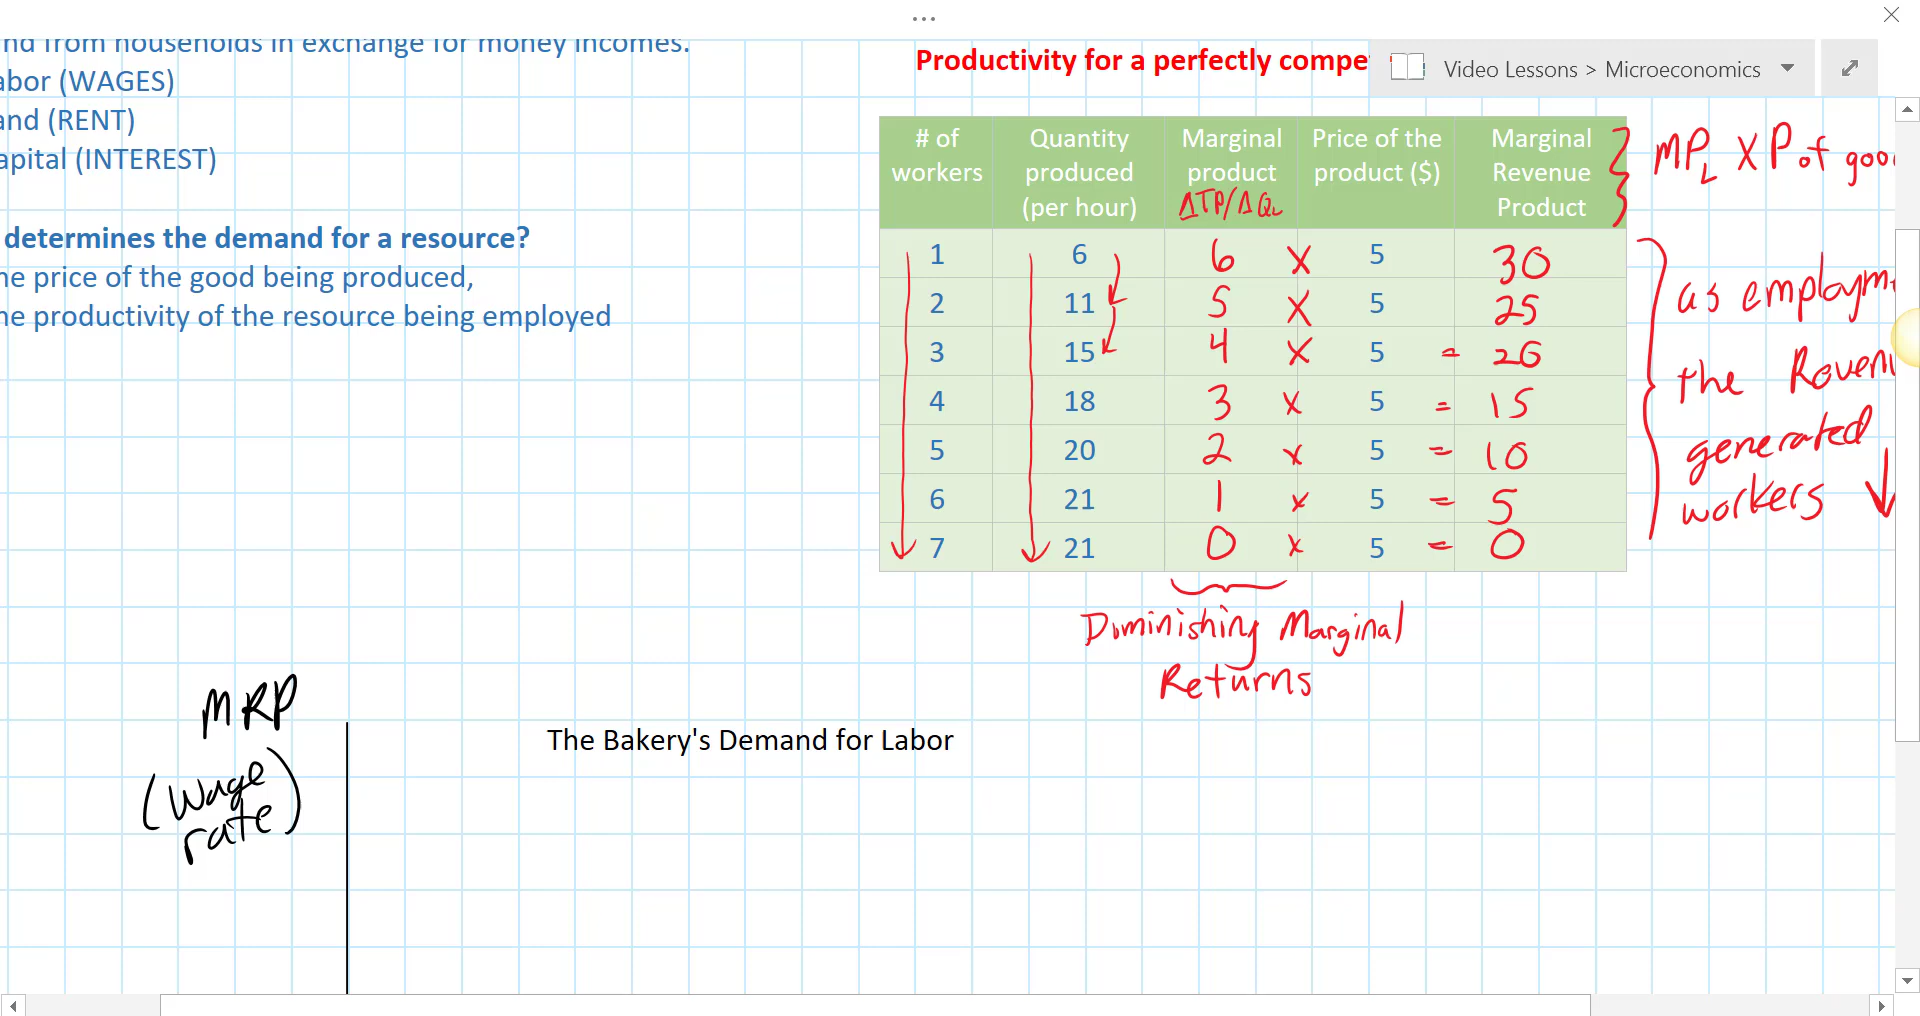 ...
nd from households in exchange for money incomes.
abor (WAGES)
and (RENT)
apital (INTEREST)
determines the demand for a resource?
he price of the good being produced,
he productivity of the resource being employed
Productivity for a perfectly compe
Video Lessons > Microeconomics
# of workers | Quantity produced (per hour) | Marginal product ΔTP/ΔQL | Price of the product ($) | Marginal Revenue Product
MPL X P of goo
1 6 6 X 5 30
2 11 5 X 5 25
3 15 4 X 5 = 20
4 18 3 x 5 = 15
5 20 2 x 5 = 10
6 21 1 x 5 = 5
7 21 0 x 5 = 0
as employm
the Revenu
generated
workers ↓
Diminishing Marginal
Returns
MRP
(Wage
rate)
The Bakery's Demand for Labor